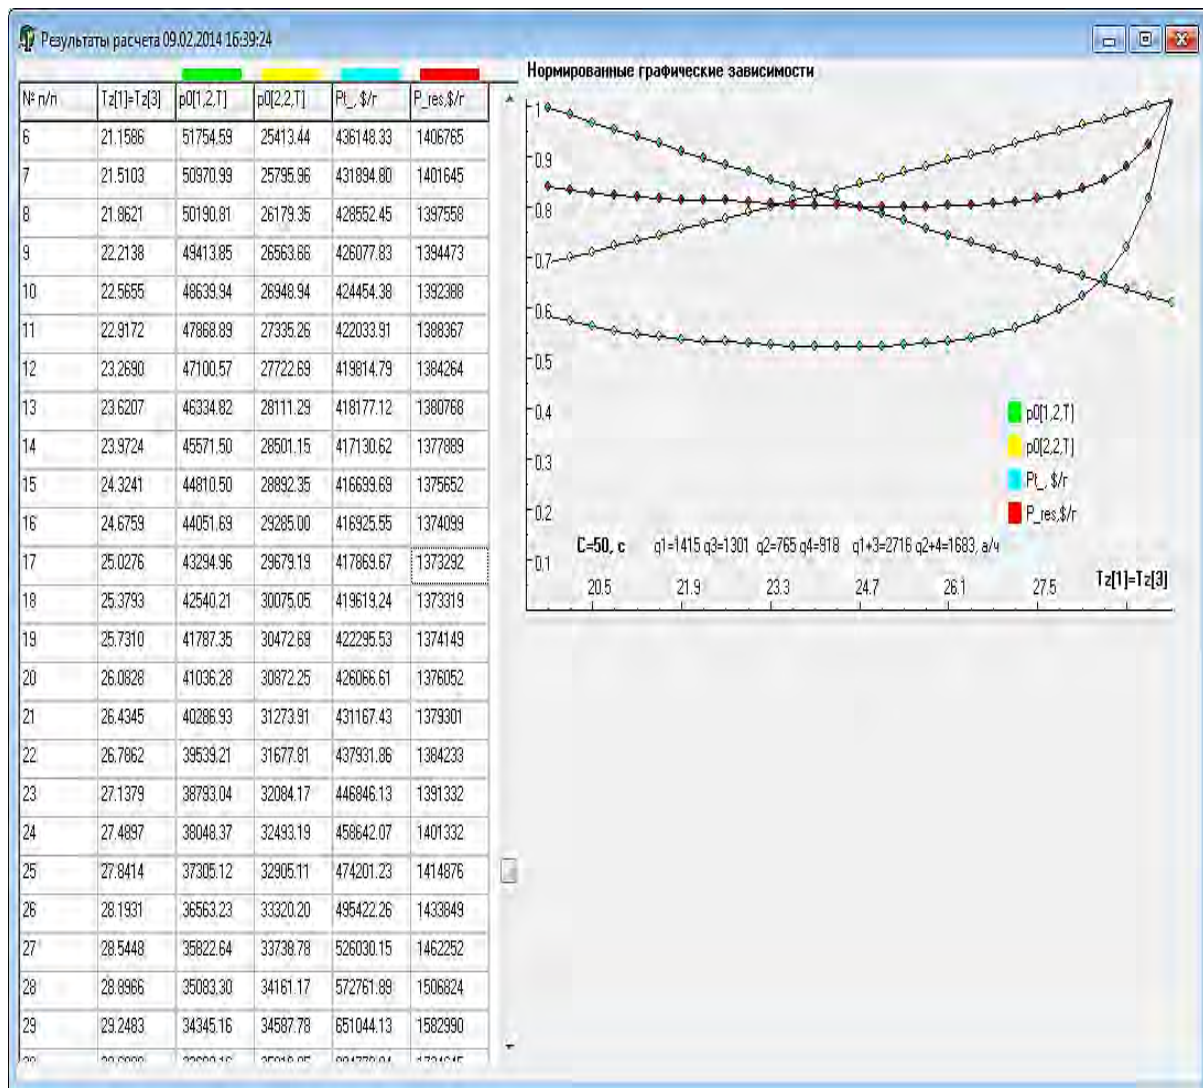 Результаты расчета 09.02.2014 16:39:24
№ п/п Tz[1]=Tz[3] p0[1,2,T] p0[2,2,T] Pt_, $/г P_res,$/г
6 21.1586 51754.59 25413.44 436148.33 1406765
7 21.5103 50970.99 25795.96 431894.80 1401645
8 21.8621 50190.81 26179.35 428552.45 1397558
9 22.2138 49413.85 26563.66 426077.83 1394473
10 22.5655 48639.94 26948.94 424454.38 1392388
11 22.9172 47868.89 27335.26 422033.91 1388367
12 23.2690 47100.57 27722.69 419814.79 1384264
13 23.6207 46334.82 28111.29 418177.12 1380768
14 23.9724 45571.50 28501.15 417130.62 1377889
15 24.3241 44810.50 28892.35 416699.69 1375652
16 24.6759 44051.69 29285.00 416925.55 1374099
17 25.0276 43294.96 29679.19 417869.67 1373292
18 25.3793 42540.21 30075.05 419619.24 1373319
19 25.7310 41787.35 30472.69 422295.53 1374149
20 26.0828 41036.28 30872.25 426066.61 1376052
21 26.4345 40286.93 31273.91 431167.43 1379301
22 26.7862 39539.21 31677.81 437931.86 1384233
23 27.1379 38793.04 32084.17 446846.13 1391332
24 27.4897 38048.37 32493.19 458642.07 1401332
25 27.8414 37305.12 32905.11 474201.23 1414876
26 28.1931 36563.23 33320.20 495422.26 1433849
27 28.5448 35822.64 33738.78 526030.15 1462252
28 28.8966 35083.30 34161.17 572761.89 1506824
29 29.2483 34345.16 34587.78 651044.13 1582990
Нормированные графические зависимости
1
0.9
0.8
0.7
0.6
0.5
0.4
0.3
0.2
0.1
p0[1,2,T]
p0[2,2,T]
Pt_, $/г
P_res,$/г
C=50, с q1=1415 q3=1301 q2=765 q4=918 q1+3=2716 q2+4=1683, а/ч
Tz[1]=Tz[3]
20.5 21.9 23.3 24.7 26.1 27.5